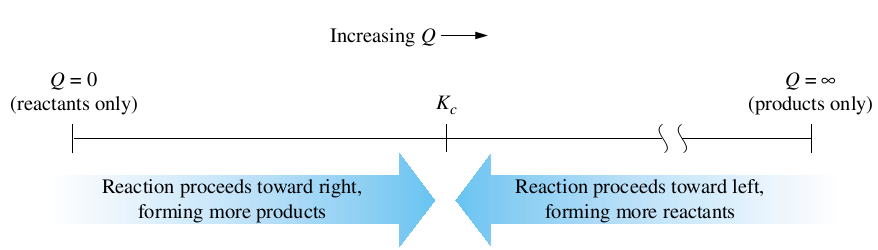 Increasing Q
Q = 0
(reactants only)
K_c
Q = ∞
(products only)
Reaction proceeds toward right,
forming more products
Reaction proceeds toward left,
forming more reactants